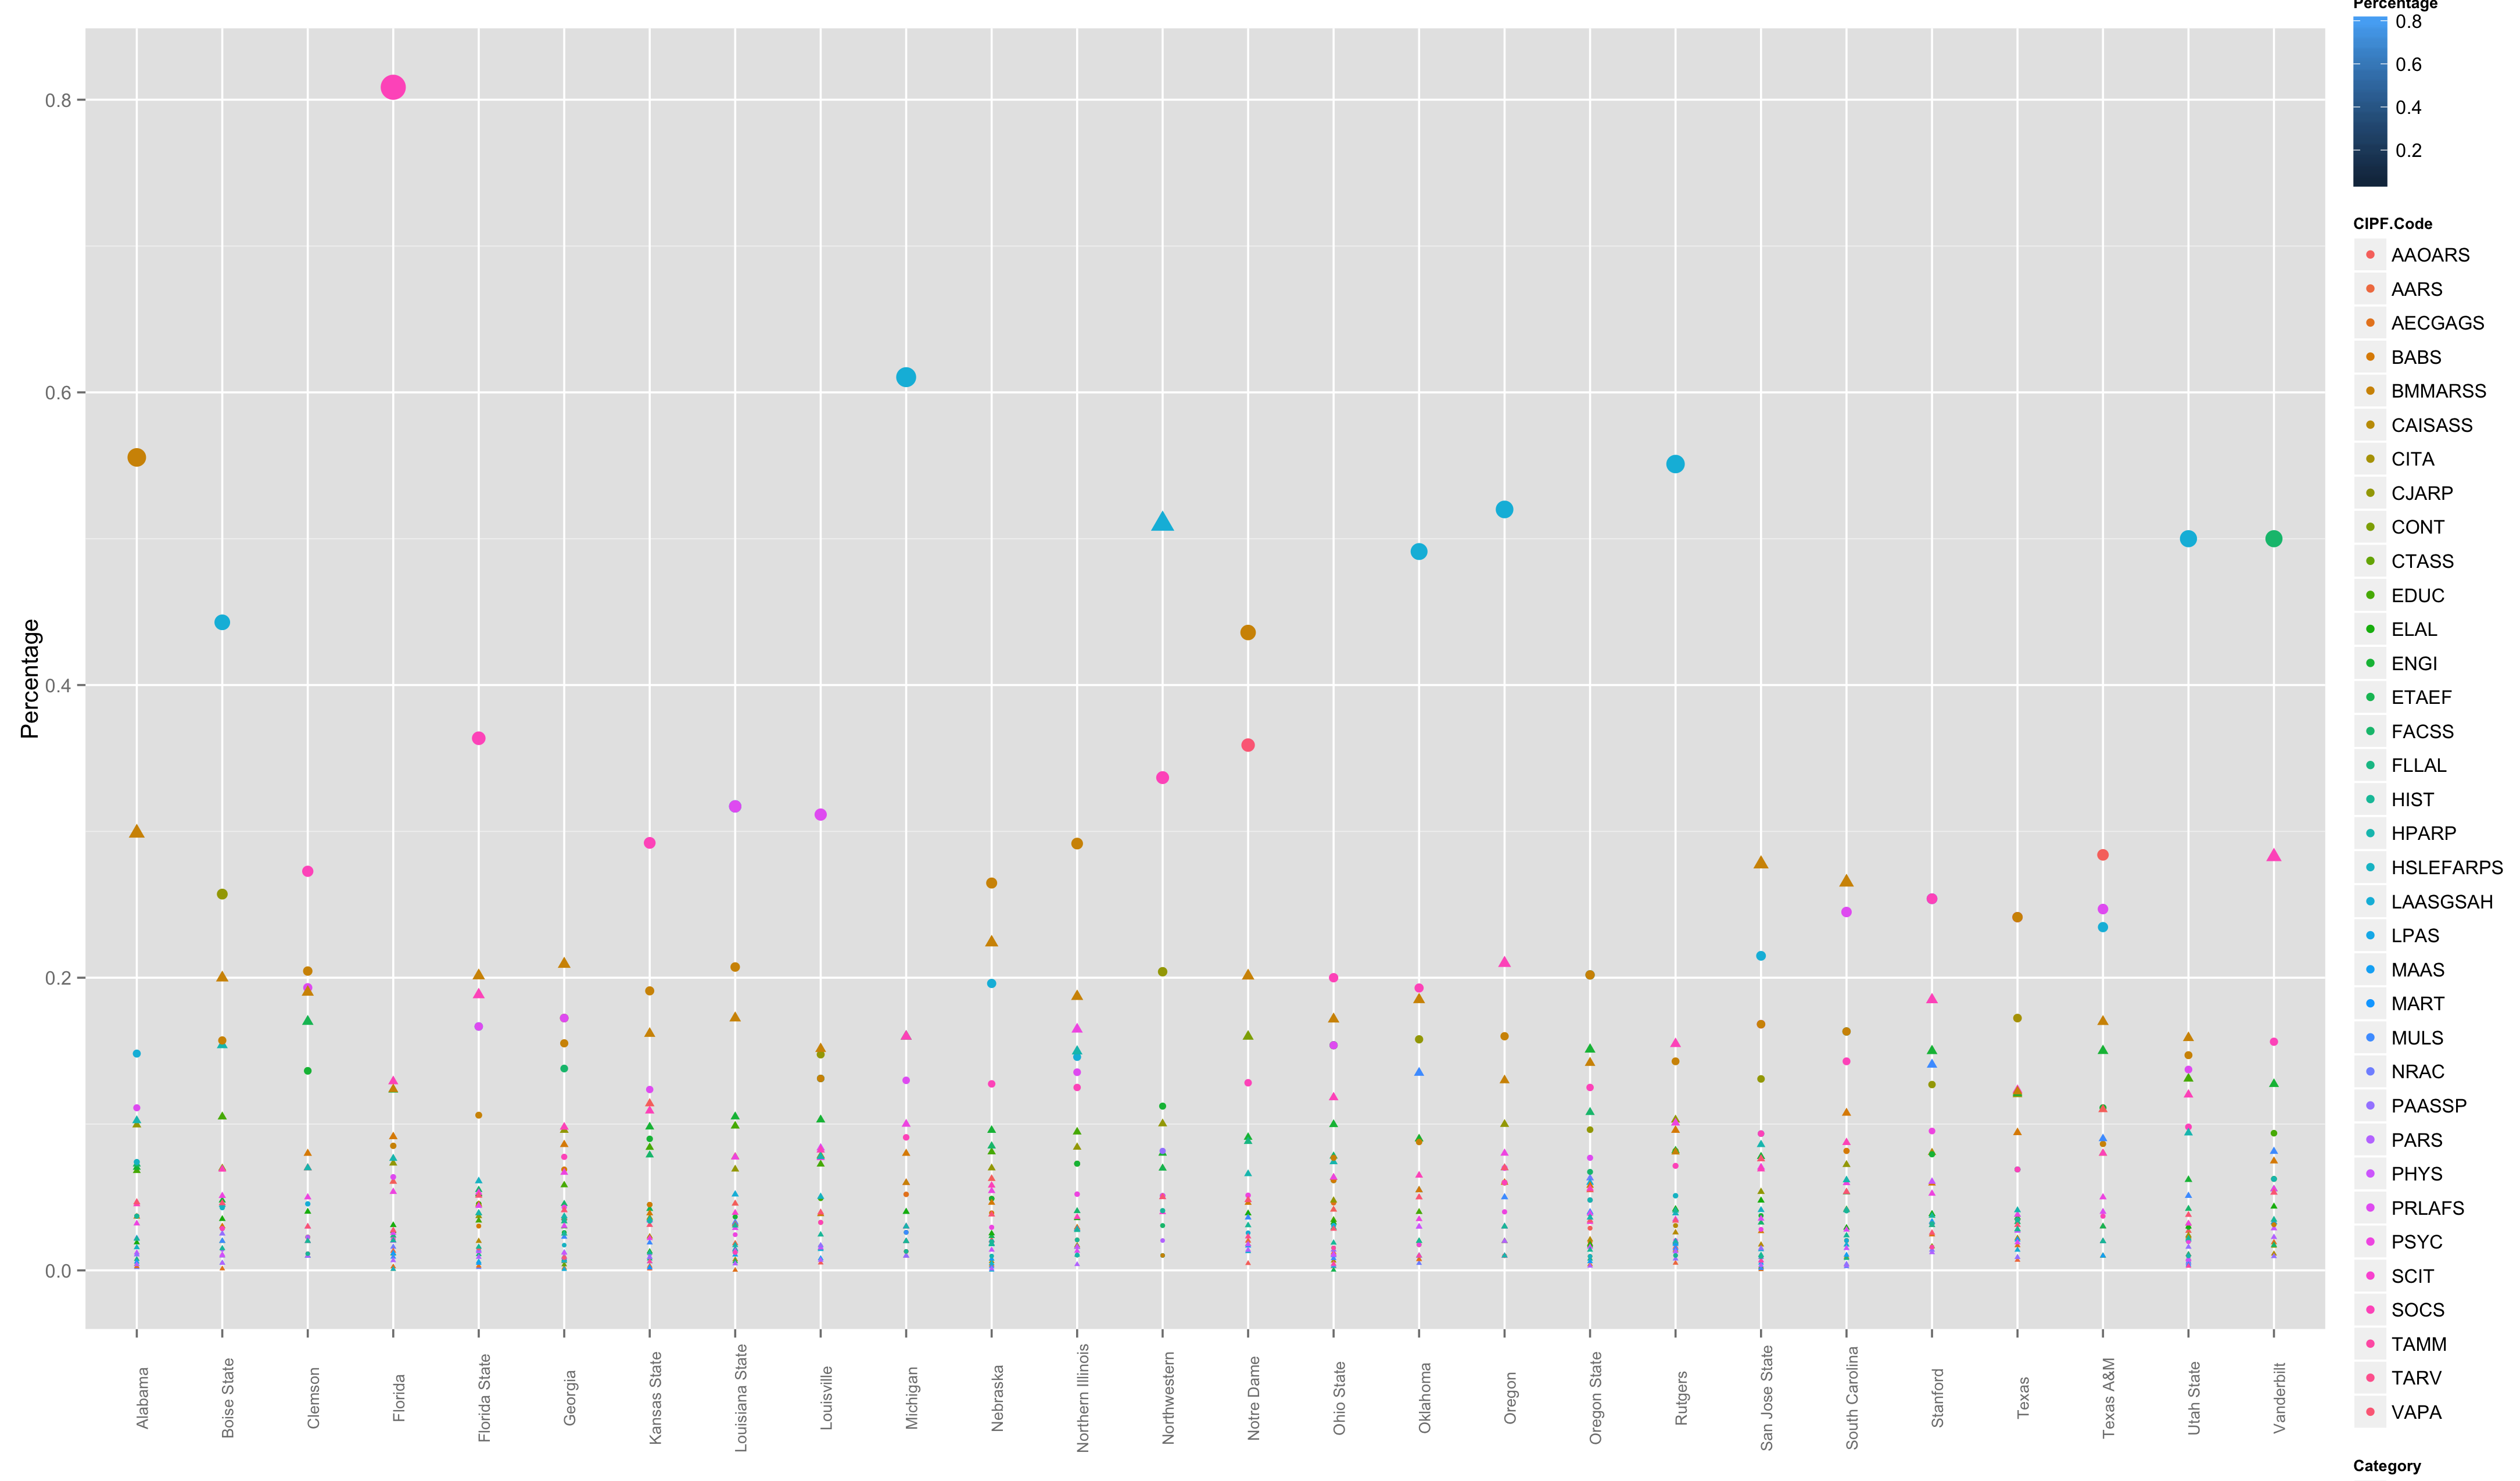 Percentage
0.8
0.6
0.4
0.2
0.0
Percentage
0.8
0.6
0.4
0.2
CIPF.Code
AAOARS
AARS
AECGAGS
BABS
BMMARSS
CAISASS
CITA
CJARP
CONT
CTASS
EDUC
ELAL
ENGI
ETAEF
FACSS
FLLAL
HIST
HPARP
HSLEFARPS
LAASGSAH
LPAS
MAAS
MART
MULS
NRAC
PAASSP
PARS
PHYS
PRLAFS
PSYC
SCIT
SOCS
TAMM
TARV
VAPA
Category
Alabama
Boise State
Clemson
Florida
Florida State
Georgia
Kansas State
Louisiana State
Louisville
Michigan
Nebraska
Northern Illinois
Northwestern
Notre Dame
Ohio State
Oklahoma
Oregon
Oregon State
Rutgers
San Jose State
South Carolina
Stanford
Texas
Texas A&M
Utah State
Vanderbilt